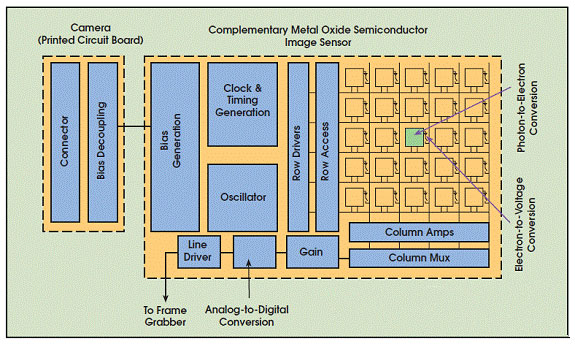 Camera
(Printed Circuit Board)
Complementary Metal Oxide Semiconductor
Image Sensor
Connector
Bias Decoupling
Bias
Generation
Clock &
Timing
Generation
Oscillator
Row Drivers
Row Access
Photon-to-Electron
Conversion
Electron-to-Voltage
Conversion
Column Amps
Column Mux
Line
Driver
Gain
To Frame
Grabber
Analog-to-Digital
Conversion